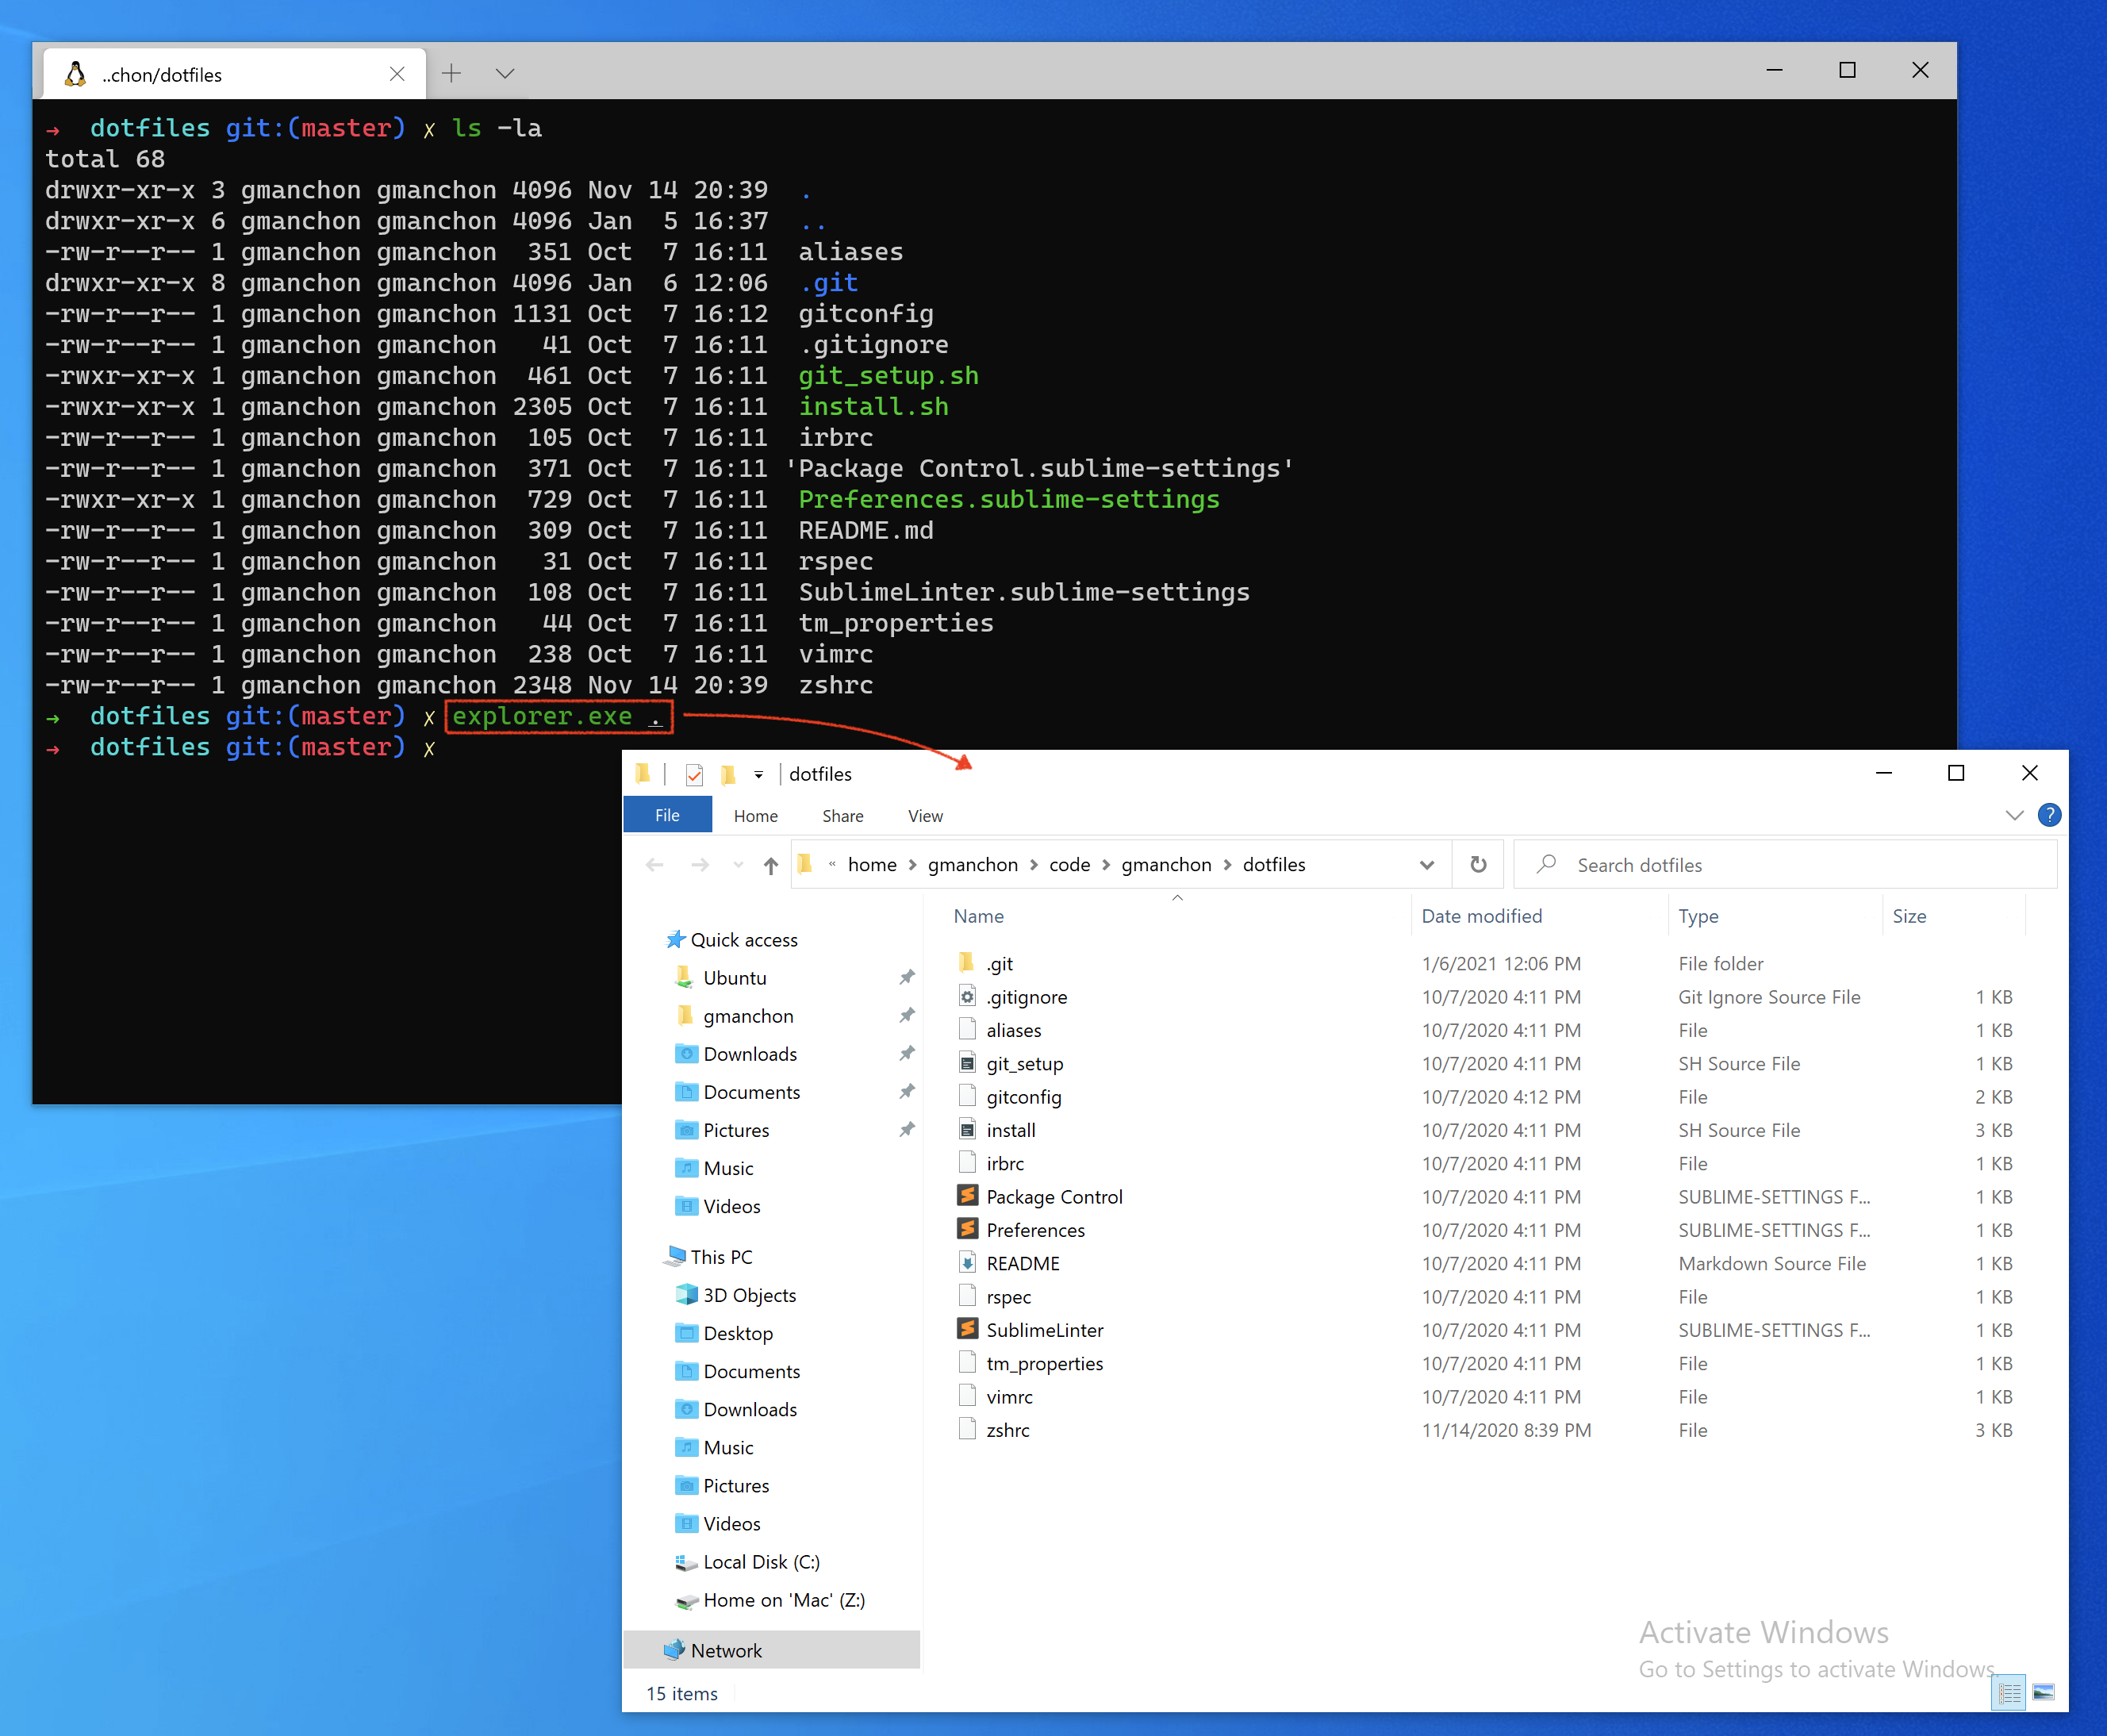 ..chon/dotfiles
→ dotfiles git:(master) ✗ ls -la
total 68
drwxr-xr-x 3 gmanchon gmanchon 4096 Nov 14 20:39 .
drwxr-xr-x 6 gmanchon gmanchon 4096 Jan 5 16:37 ..
-rw-r--r-- 1 gmanchon gmanchon 351 Oct 7 16:11 aliases
drwxr-xr-x 8 gmanchon gmanchon 4096 Jan 6 12:06 .git
-rw-r--r-- 1 gmanchon gmanchon 1131 Oct 7 16:12 gitconfig
-rw-r--r-- 1 gmanchon gmanchon 41 Oct 7 16:11 .gitignore
-rwxr-xr-x 1 gmanchon gmanchon 461 Oct 7 16:11 git_setup.sh
-rwxr-xr-x 1 gmanchon gmanchon 2305 Oct 7 16:11 install.sh
-rw-r--r-- 1 gmanchon gmanchon 105 Oct 7 16:11 irbrc
-rw-r--r-- 1 gmanchon gmanchon 371 Oct 7 16:11 'Package Control.sublime-settings'
-rwxr-xr-x 1 gmanchon gmanchon 729 Oct 7 16:11 Preferences.sublime-settings
-rw-r--r-- 1 gmanchon gmanchon 309 Oct 7 16:11 README.md
-rw-r--r-- 1 gmanchon gmanchon 31 Oct 7 16:11 rspec
-rw-r--r-- 1 gmanchon gmanchon 108 Oct 7 16:11 SublimeLinter.sublime-settings
-rw-r--r-- 1 gmanchon gmanchon 44 Oct 7 16:11 tm_properties
-rw-r--r-- 1 gmanchon gmanchon 238 Oct 7 16:11 vimrc
-rw-r--r-- 1 gmanchon gmanchon 2348 Nov 14 20:39 zshrc
→ dotfiles git:(master) ✗ explorer.exe .
→ dotfiles git:(master) ✗
dotfiles
File Home Share View ?
« home > gmanchon > code > gmanchon > dotfiles
Search dotfiles
Quick access
Ubuntu
gmanchon
Downloads
Documents
Pictures
Music
Videos
This PC
3D Objects
Desktop
Documents
Downloads
Music
Pictures
Videos
Local Disk (C:)
Home on 'Mac' (Z:)
Network
Name Date modified Type Size
.git 1/6/2021 12:06 PM File folder
.gitignore 10/7/2020 4:11 PM Git Ignore Source File 1 KB
aliases 10/7/2020 4:11 PM File 1 KB
git_setup 10/7/2020 4:11 PM SH Source File 1 KB
gitconfig 10/7/2020 4:12 PM File 2 KB
install 10/7/2020 4:11 PM SH Source File 3 KB
irbrc 10/7/2020 4:11 PM File 1 KB
Package Control 10/7/2020 4:11 PM SUBLIME-SETTINGS F... 1 KB
Preferences 10/7/2020 4:11 PM SUBLIME-SETTINGS F... 1 KB
README 10/7/2020 4:11 PM Markdown Source File 1 KB
rspec 10/7/2020 4:11 PM File 1 KB
SublimeLinter 10/7/2020 4:11 PM SUBLIME-SETTINGS F... 1 KB
tm_properties 10/7/2020 4:11 PM File 1 KB
vimrc 10/7/2020 4:11 PM File 1 KB
zshrc 11/14/2020 8:39 PM File 3 KB
Activate Windows
Go to Settings to activate Windows.
15 items